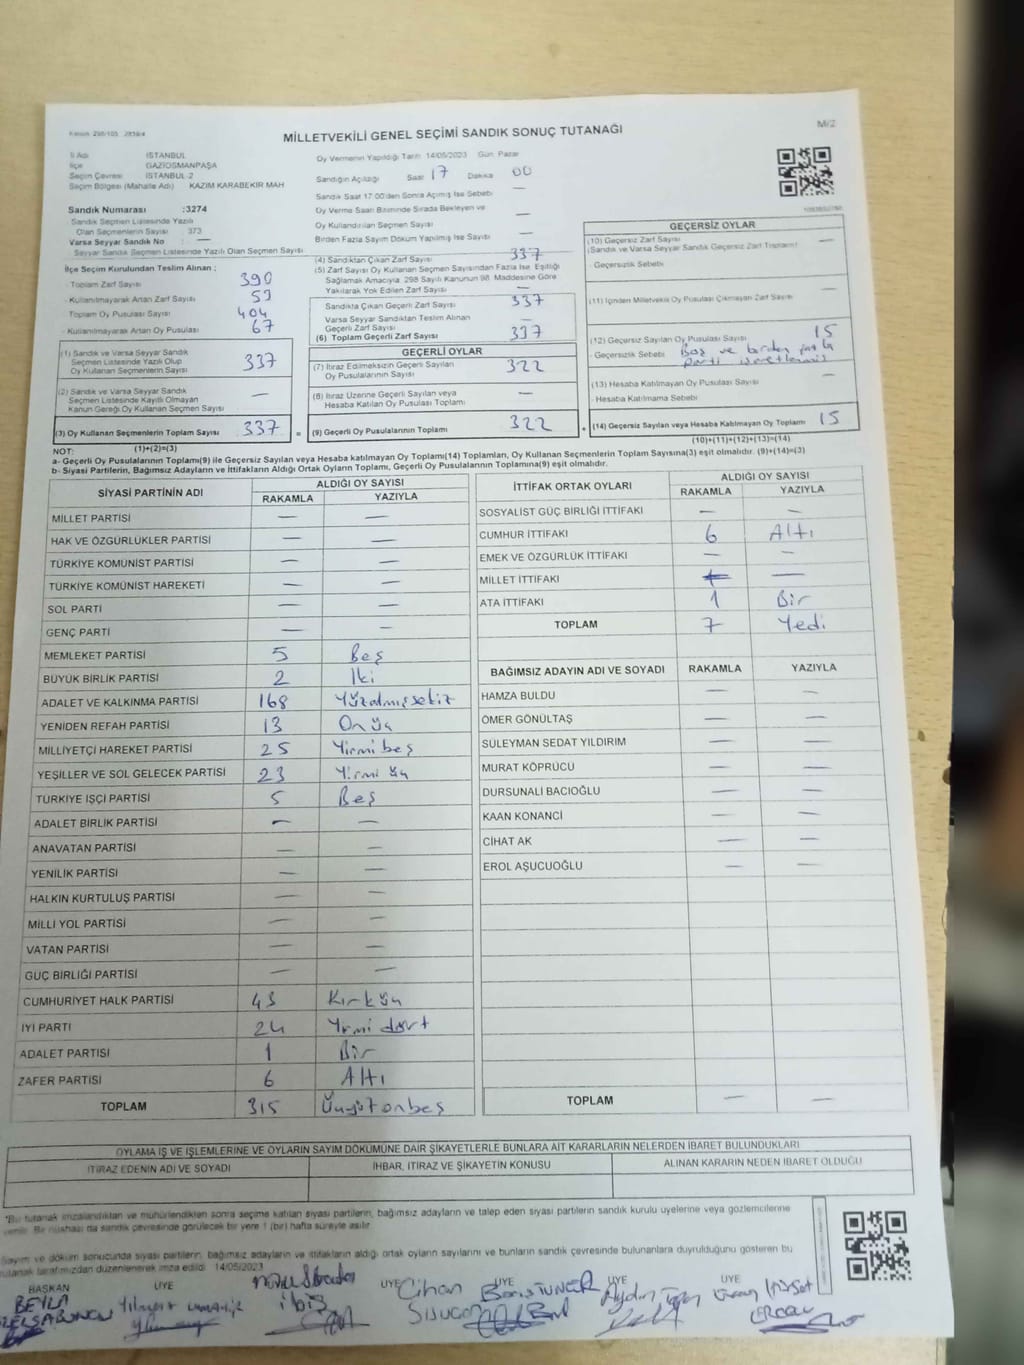 MİLLETVEKİLİ GENEL SEÇİMİ SANDIK SONUÇ TUTANAĞI
M/2
İl Adı İSTANBUL
İlçe GAZİOSMANPAŞA
Seçim Çevresi İSTANBUL-2
Seçim Bölgesi (Mahalle Adı) KAZIM KARABEKİR MAH
Sandık Numarası :3274
Sandık Seçmen Listesinde Yazılı
Olan Seçmenlerin Sayısı 373
Varsa Seyyar Sandık No —
Seyyar Sandık Seçmen Listesinde Yazılı Olan Seçmen Sayısı
İlçe Seçim Kurulundan Teslim Alınan ;
- Toplam Zarf Sayısı 390
- Kullanılmayarak Artan Zarf Sayısı 53
Toplam Oy Pusulası Sayısı 404
- Kullanılmayarak Artan Oy Pusulası 67
(1) Sandık ve Varsa Seyyar Sandık
Seçmen Listesinde Yazılı Olup
Oy Kullanan Seçmenlerin Sayısı 337
(2) Sandık ve Varsa Seyyar Sandık
Seçmen Listesinde Kayıtlı Olmayan
Kanun Gereği Oy Kullanan Seçmen Sayısı —
(3) Oy Kullanan Seçmenlerin Toplam Sayısı 337
Oy Vermenin Yapıldığı Tarih 14/05/2023 Gün Pazar
Sandığın Açıldığı Saat 17 Dakika 00
Sandık Saat 17:00'den Sonra Açılmış İse Sebebi —
Oy Verme Saati Bitiminde Sırada Bekleyen ve
Oy Kullandırılan Seçmen Sayısı —
Birden Fazla Sayım Döküm Yapılmış İse Sayısı —
(4) Sandıktan Çıkan Zarf Sayısı 337
(5) Zarf Sayısı Oy Kullanan Seçmen Sayısından Fazla İse, Eşitliği
Sağlamak Amacıyla, 298 Sayılı Kanunun 98. Maddesine Göre
Yakılarak Yok Edilen Zarf Sayısı —
Sandıkta Çıkan Geçerli Zarf Sayısı 337
Varsa Seyyar Sandıktan Teslim Alınan
Geçerli Zarf Sayısı —
(6) Toplam Geçerli Zarf Sayısı 337
GEÇERLİ OYLAR
(7) İtiraz Edilmeksizin Geçerli Sayılan
Oy Pusulalarının Sayısı 322
(8) İtiraz Üzerine Geçerli Sayılan veya
Hesaba Katılan Oy Pusulası Toplamı —
= (9) Geçerli Oy Pusulalarının Toplamı 322
GEÇERSİZ OYLAR
(10) Geçersiz Zarf Sayısı —
(Sandık ve Varsa Seyyar Sandık Geçersiz Zarf Toplamı)
- Geçersizlik Sebebi
(11) İçinden Milletvekili Oy Pusulası Çıkmayan Zarf Sayısı —
(12) Geçersiz Sayılan Oy Pusulası Sayısı 15
- Geçersizlik Sebebi Boş ve birden fazla
parti işaretlenmiş
(13) Hesaba Katılmayan Oy Pusulası Sayısı —
- Hesaba Katılmama Sebebi
+ (14) Geçersiz Sayılan veya Hesaba Katılmayan Oy Toplamı 15
NOT: (1)+(2)=(3) (10)+(11)+(12)+(13)=(14)
a- Geçerli Oy Pusulalarının Toplamı(9) ile Geçersiz Sayılan veya Hesaba katılmayan Oy Toplamı(14) Toplamları, Oy Kullanan Seçmenlerin Toplam Sayısına(3) eşit olmalıdır. (9)+(14)=(3)
b- Siyasi Partilerin, Bağımsız Adayların ve İttifakların Aldığı Ortak Oyların Toplamı, Geçerli Oy Pusulalarının Toplamına(9) eşit olmalıdır.
SİYASİ PARTİNİN ADI ALDIĞI OY SAYISI
RAKAMLA YAZIYLA
MİLLET PARTİSİ — —
HAK VE ÖZGÜRLÜKLER PARTİSİ — —
TÜRKİYE KOMÜNİST PARTİSİ — —
TÜRKİYE KOMÜNİST HAREKETİ — —
SOL PARTİ — —
GENÇ PARTİ — —
MEMLEKET PARTİSİ 5 Beş
BÜYÜK BİRLİK PARTİSİ 2 İki
ADALET VE KALKINMA PARTİSİ 168 Yüzatmışsekiz
YENİDEN REFAH PARTİSİ 13 Onüç
MİLLİYETÇİ HAREKET PARTİSİ 25 Yirmi beş
YEŞİLLER VE SOL GELECEK PARTİSİ 23 Yirmi üç
TÜRKİYE İŞÇİ PARTİSİ 5 Beş
ADALET BİRLİK PARTİSİ — —
ANAVATAN PARTİSİ — —
YENİLİK PARTİSİ — —
HALKIN KURTULUŞ PARTİSİ — —
MİLLİ YOL PARTİSİ — —
VATAN PARTİSİ — —
GÜÇ BİRLİĞİ PARTİSİ — —
CUMHURİYET HALK PARTİSİ 43 Kırküç
İYİ PARTİ 24 Yirmi dört
ADALET PARTİSİ 1 Bir
ZAFER PARTİSİ 6 Altı
TOPLAM 315 Üçyüzonbeş
İTTİFAK ORTAK OYLARI ALDIĞI OY SAYISI
RAKAMLA YAZIYLA
SOSYALİST GÜÇ BİRLİĞİ İTTİFAKI — —
CUMHUR İTTİFAKI 6 Altı
EMEK VE ÖZGÜRLÜK İTTİFAKI — —
MİLLET İTTİFAKI — —
ATA İTTİFAKI 1 Bir
TOPLAM 7 Yedi
BAĞIMSIZ ADAYIN ADI VE SOYADI RAKAMLA YAZIYLA
HAMZA BULDU — —
ÖMER GÖNÜLTAŞ — —
SÜLEYMAN SEDAT YILDIRIM — —
MURAT KÖPRÜCÜ — —
DURSUNALİ BACIOĞLU — —
KAAN KONANCİ — —
CİHAT AK — —
EROL AŞUCUOĞLU — —
TOPLAM — —
OYLAMA İŞ VE İŞLEMLERİNE VE OYLARIN SAYIM DÖKÜMÜNE DAİR ŞİKAYETLERLE BUNLARA AİT KARARLARIN NELERDEN İBARET BULUNDUKLARI
İTİRAZ EDENİN ADI VE SOYADI İHBAR, İTİRAZ VE ŞİKAYETİN KONUSU ALINAN KARARIN NEDEN İBARET OLDUĞU
*Bu tutanak imzalandıktan ve mühürlendikten sonra seçime katılan siyasi partilerin, bağımsız adayların ve talep eden siyasi partilerin sandık kurulu üyelerine veya gözlemcilerine
verilir. Bir nüshası da sandık çevresinde görülecek bir yere 1 (bir) hafta süreyle asılır.
Sayım ve döküm sonucunda siyasi partilerin, bağımsız adayların ve ittifakların aldığı ortak oyların sayılarını ve bunların sandık çevresinde bulunanlara duyurulduğunu gösteren bu
tutanak tarafımızdan düzenlenerek imza edildi. 14/05/2023
BAŞKAN ÜYE ÜYE ÜYE ÜYE ÜYE
BEYLA Cihan Barış TUNCER Aydın
ibiş